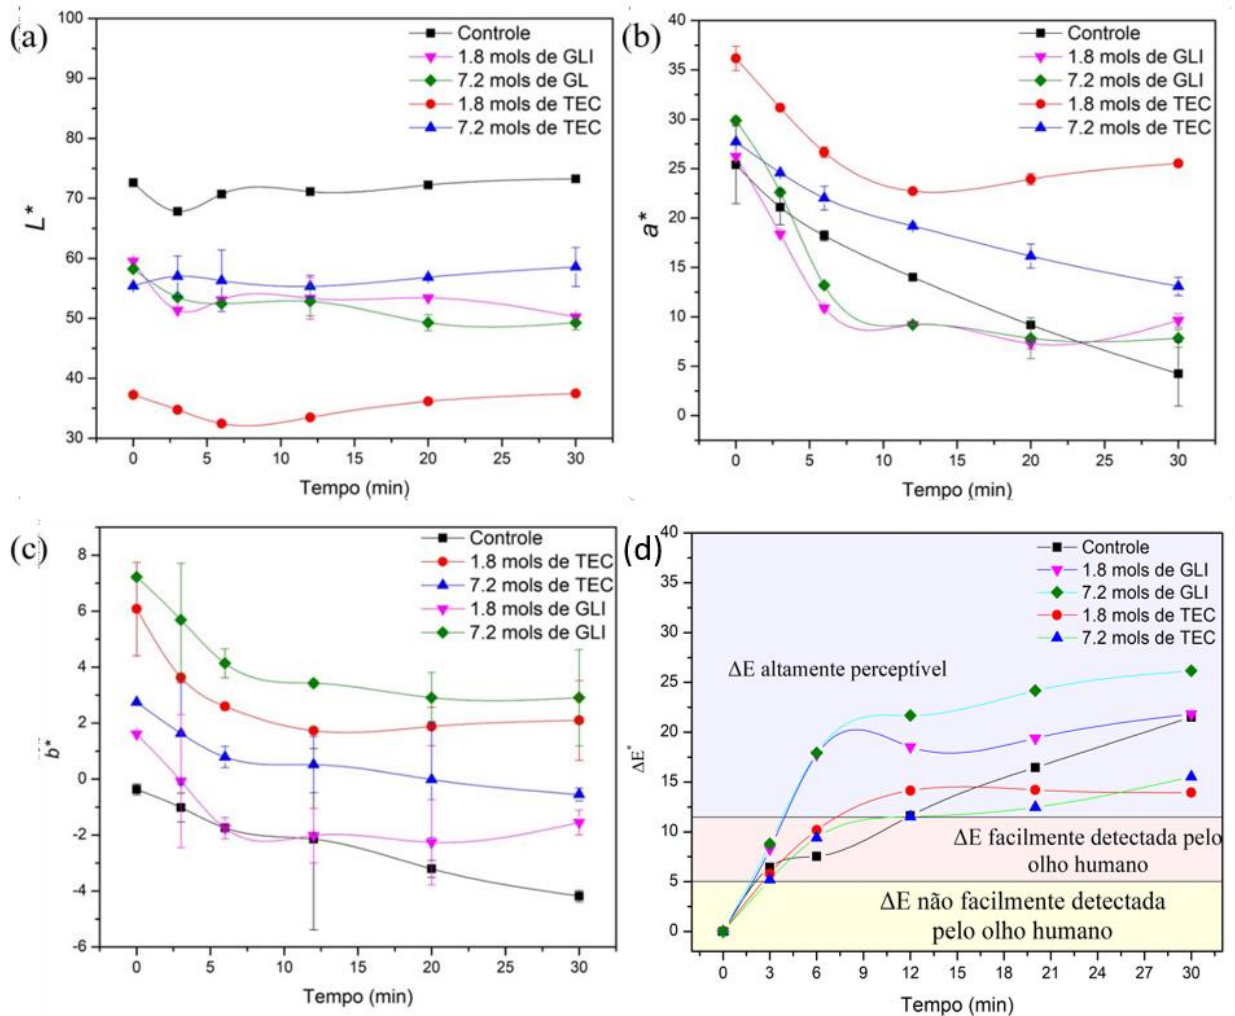 (a)
100
90
80
70
60
50
40
30
L*
0 5 10 15 20 25 30
Tempo (min)
Controle
1.8 mols de GLI
7.2 mols de GL
1.8 mols de TEC
7.2 mols de TEC
(b)
40
35
30
25
20
15
10
5
0
a*
0 5 10 15 20 25 30
Tempo (min)
Controle
1.8 mols de GLI
7.2 mols de GLI
1.8 mols de TEC
7.2 mols de TEC
(c)
8
6
4
2
0
-2
-4
-6
b*
0 5 10 15 20 25 30
Tempo (min)
Controle
1.8 mols de TEC
7.2 mols de TEC
1.8 mols de GLI
7.2 mols de GLI
(d)
40
35
30
25
20
15
10
5
0
ΔE*
0 3 6 9 12 15 18 21 24 27 30
Tempo (min)
Controle
1.8 mols de GLI
7.2 mols de GLI
1.8 mols de TEC
7.2 mols de TEC
ΔE altamente perceptível
ΔE facilmente detectada pelo
olho humano
ΔE não facilmente detectada
pelo olho humano